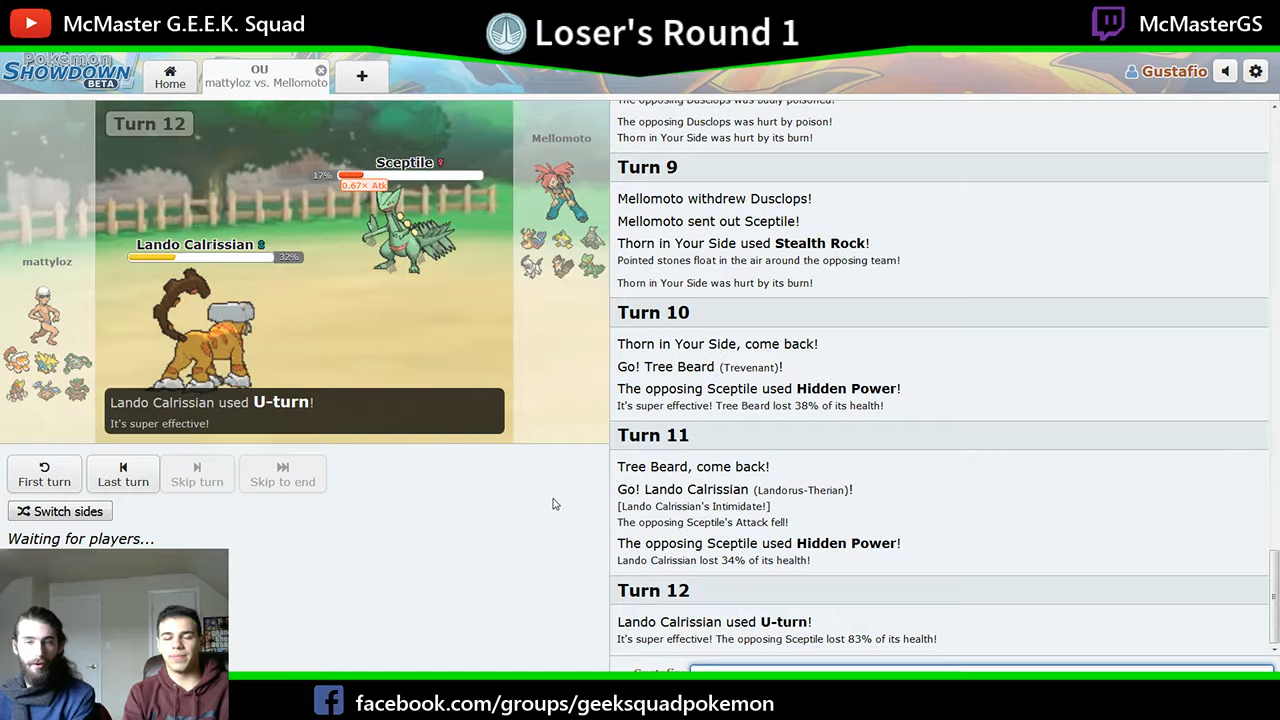 McMaster G.E.E.K. Squad
Loser's Round 1
McMasterGS
Pokémon
SHOWDOWN
BETA
Home
OU
mattyloz vs. Mellomoto
Gustafio
Turn 12
Sceptile
17%
0.67× Atk
Lando Calrissian
32%
mattyloz
Mellomoto
Lando Calrissian used U-turn!
It's super effective!
First turn
Last turn
Skip turn
Skip to end
Switch sides
Waiting for players...
The opposing Dusclops was badly poisoned!
The opposing Dusclops was hurt by poison!
Thorn in Your Side was hurt by its burn!
Turn 9
Mellomoto withdrew Dusclops!
Mellomoto sent out Sceptile!
Thorn in Your Side used Stealth Rock!
Pointed stones float in the air around the opposing team!
Thorn in Your Side was hurt by its burn!
Turn 10
Thorn in Your Side, come back!
Go! Tree Beard (Trevenant)!
The opposing Sceptile used Hidden Power!
It's super effective! Tree Beard lost 38% of its health!
Turn 11
Tree Beard, come back!
Go! Lando Calrissian (Landorus-Therian)!
[Lando Calrissian's Intimidate!]
The opposing Sceptile's Attack fell!
The opposing Sceptile used Hidden Power!
Lando Calrissian lost 34% of its health!
Turn 12
Lando Calrissian used U-turn!
It's super effective! The opposing Sceptile lost 83% of its health!
facebook.com/groups/geeksquadpokemon